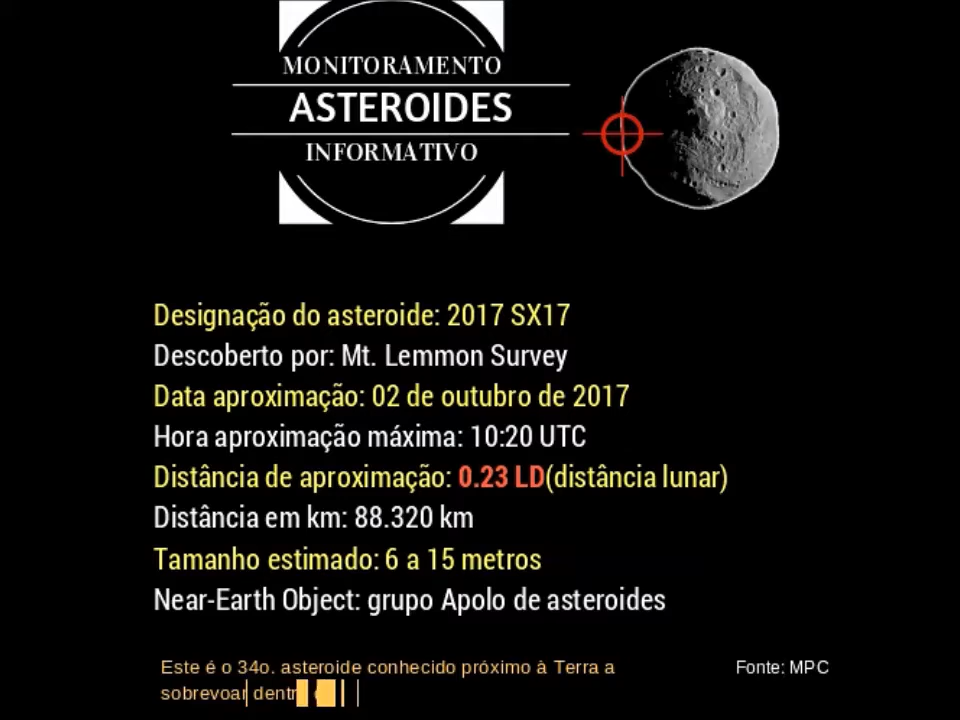 MONITORAMENTO
ASTEROIDES
INFORMATIVO
Designação do asteroide: 2017 SX17
Descoberto por: Mt. Lemmon Survey
Data aproximação: 02 de outubro de 2017
Hora aproximação máxima: 10:20 UTC
Distância de aproximação: 0.23 LD(distância lunar)
Distância em km: 88.320 km
Tamanho estimado: 6 a 15 metros
Near-Earth Object: grupo Apolo de asteroides
Este é o 34o. asteroide conhecido próximo à Terra a
sobrevoar
Fonte: MPC